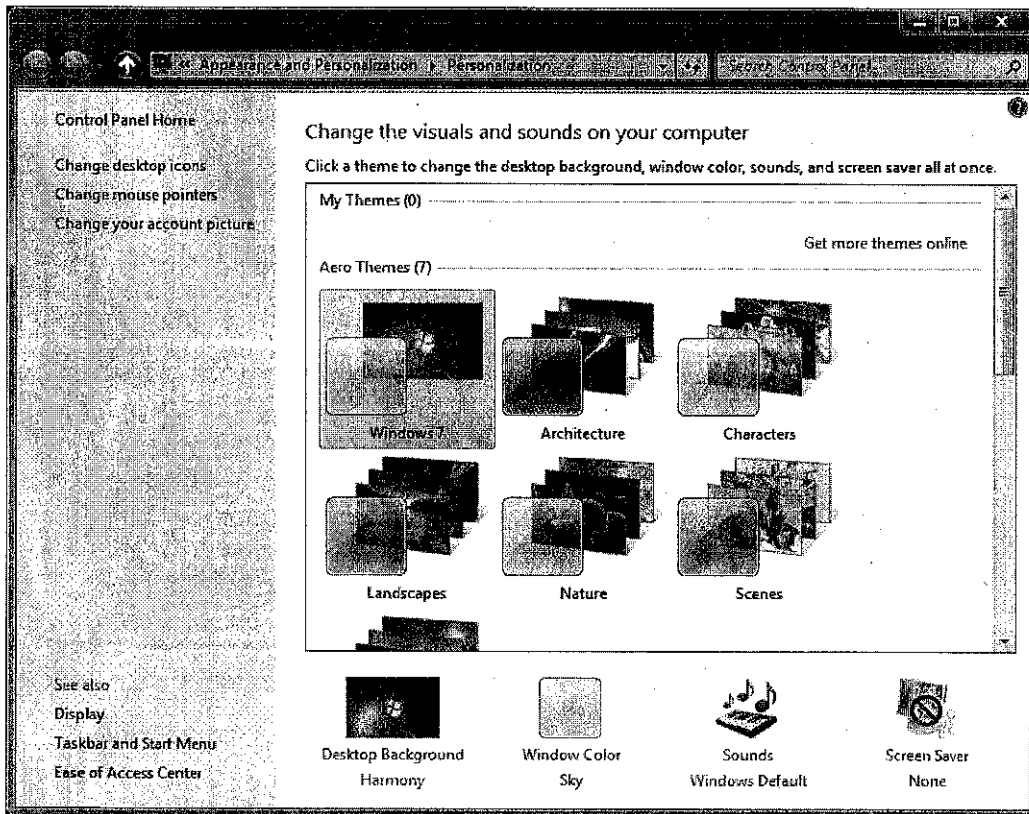 « Appearance and Personalization ▸ Personalization
Search Control Panel
Control Panel Home
Change desktop icons
Change mouse pointers
Change your account picture
See also
Display
Taskbar and Start Menu
Ease of Access Center
Change the visuals and sounds on your computer
Click a theme to change the desktop background, window color, sounds, and screen saver all at once.
My Themes (0)
Get more themes online
Aero Themes (7)
Windows 7
Architecture
Characters
Landscapes
Nature
Scenes
Desktop Background
Harmony
Window Color
Sky
Sounds
Windows Default
Screen Saver
None